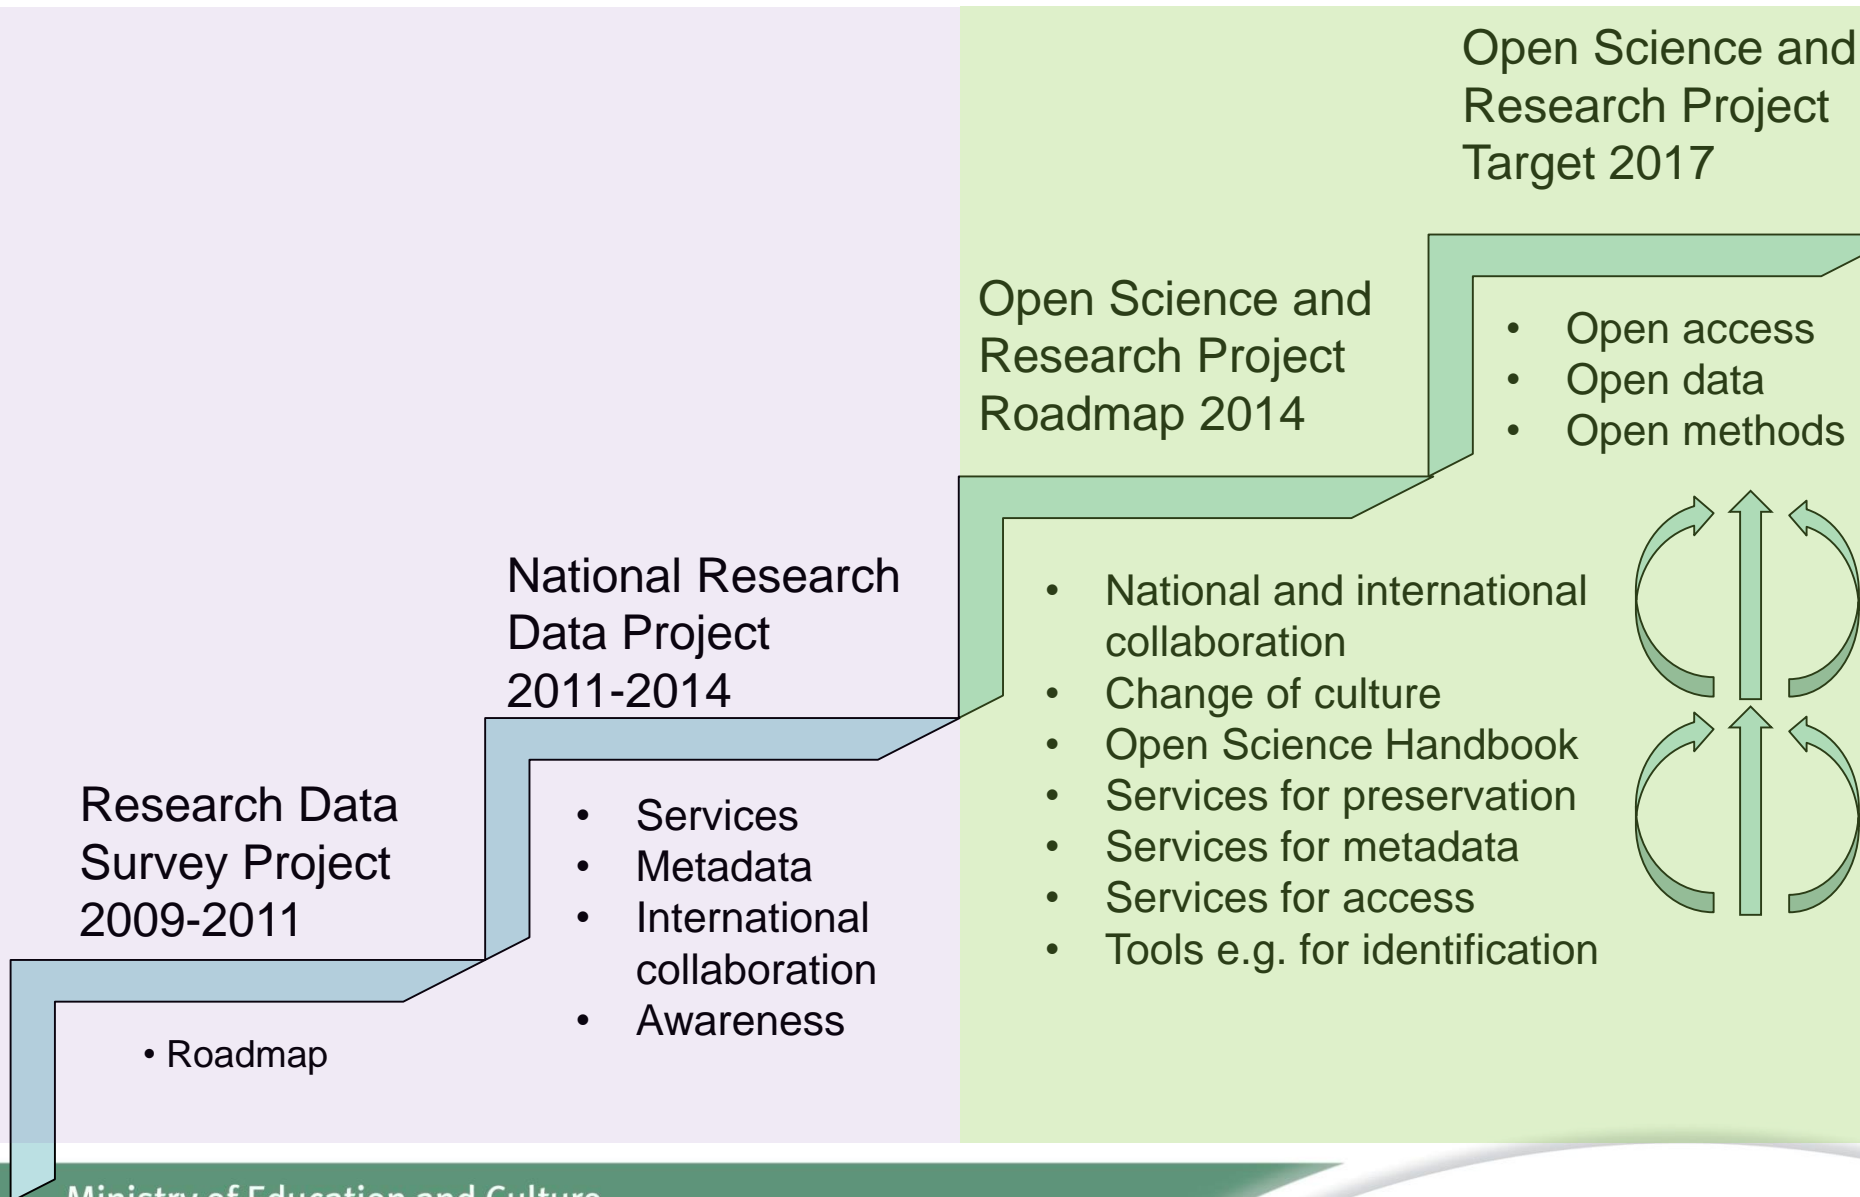 Research Data
Survey Project
2009-2011
• Roadmap
National Research
Data Project
2011-2014
• Services
• Metadata
• International
collaboration
• Awareness
Open Science and
Research Project
Roadmap 2014
• National and international
collaboration
• Change of culture
• Open Science Handbook
• Services for preservation
• Services for metadata
• Services for access
• Tools e.g. for identification
Open Science and
Research Project
Target 2017
• Open access
• Open data
• Open methods
Ministry of Education and Culture